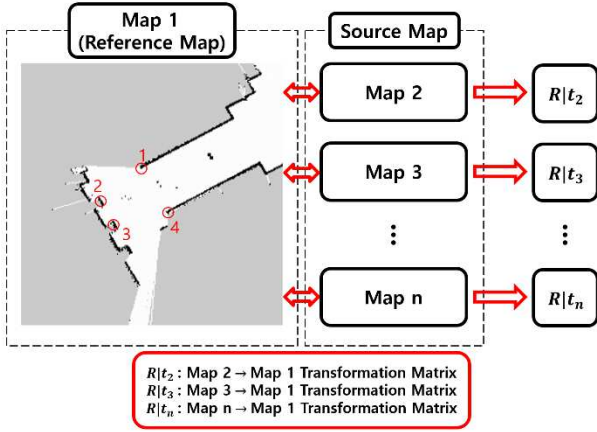 Map 1
(Reference Map)
Source Map
1
2
3
4
Map 2
R|t₂
Map 3
R|t₃
⋮
⋮
Map n
R|tₙ
R|t₂ : Map 2 → Map 1 Transformation Matrix
R|t₃ : Map 3 → Map 1 Transformation Matrix
R|tₙ : Map n → Map 1 Transformation Matrix